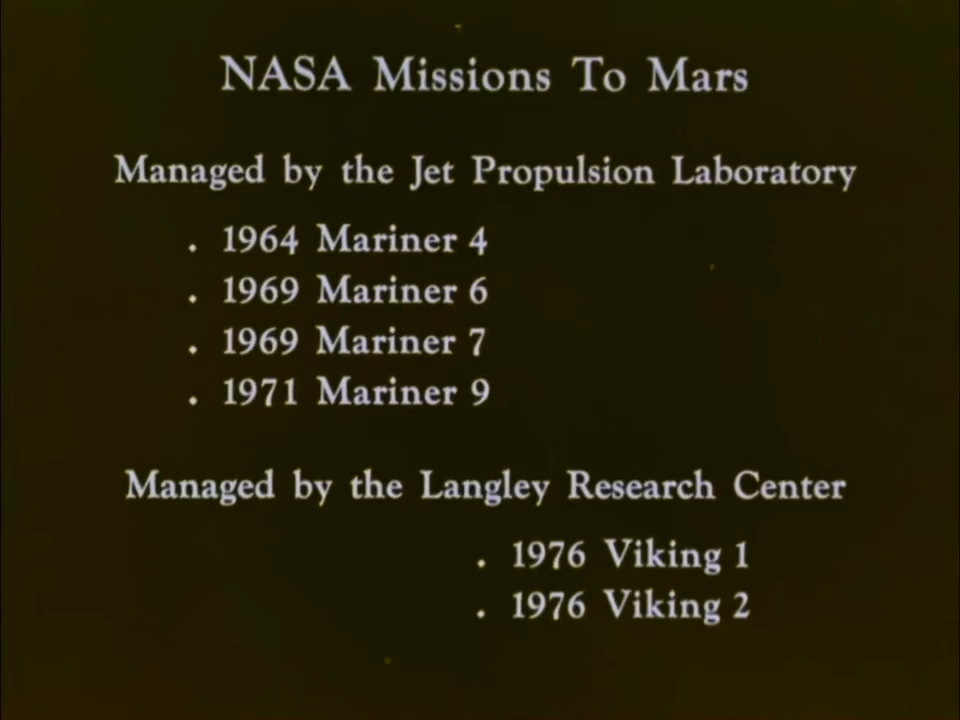 NASA Missions To Mars
Managed by the Jet Propulsion Laboratory
. 1964 Mariner 4
. 1969 Mariner 6
. 1969 Mariner 7
. 1971 Mariner 9
Managed by the Langley Research Center
. 1976 Viking 1
. 1976 Viking 2